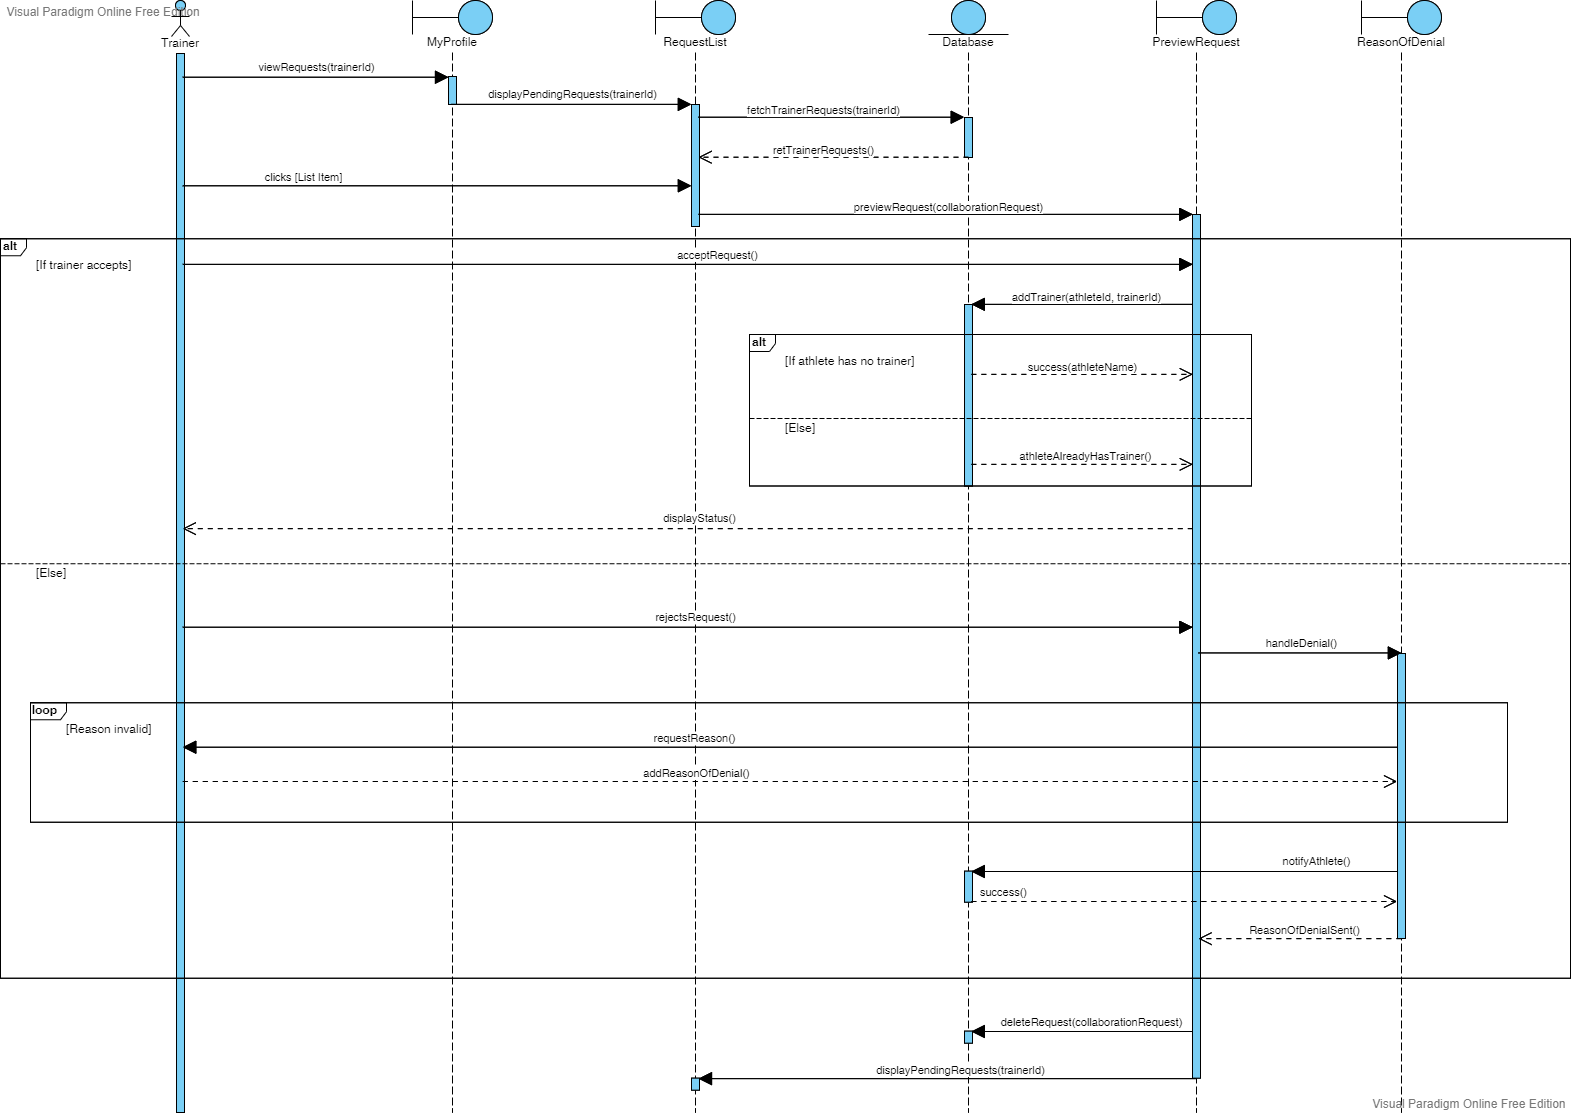 Visual Paradigm Online Free Edition
Trainer
MyProfile
RequestList
Database
PreviewRequest
ReasonOfDenial
viewRequests(trainerId)
displayPendingRequests(trainerId)
fetchTrainerRequests(trainerId)
retTrainerRequests()
clicks [List Item]
previewRequest(collaborationRequest)
alt
[If trainer accepts]
acceptRequest()
addTrainer(athleteId, trainerId)
alt
[If athlete has no trainer]
success(athleteName)
[Else]
athleteAlreadyHasTrainer()
displayStatus()
[Else]
rejectsRequest()
handleDenial()
loop
[Reason invalid]
requestReason()
addReasonOfDenial()
notifyAthlete()
success()
ReasonOfDenialSent()
deleteRequest(collaborationRequest)
displayPendingRequests(trainerId)
Visual Paradigm Online Free Edition